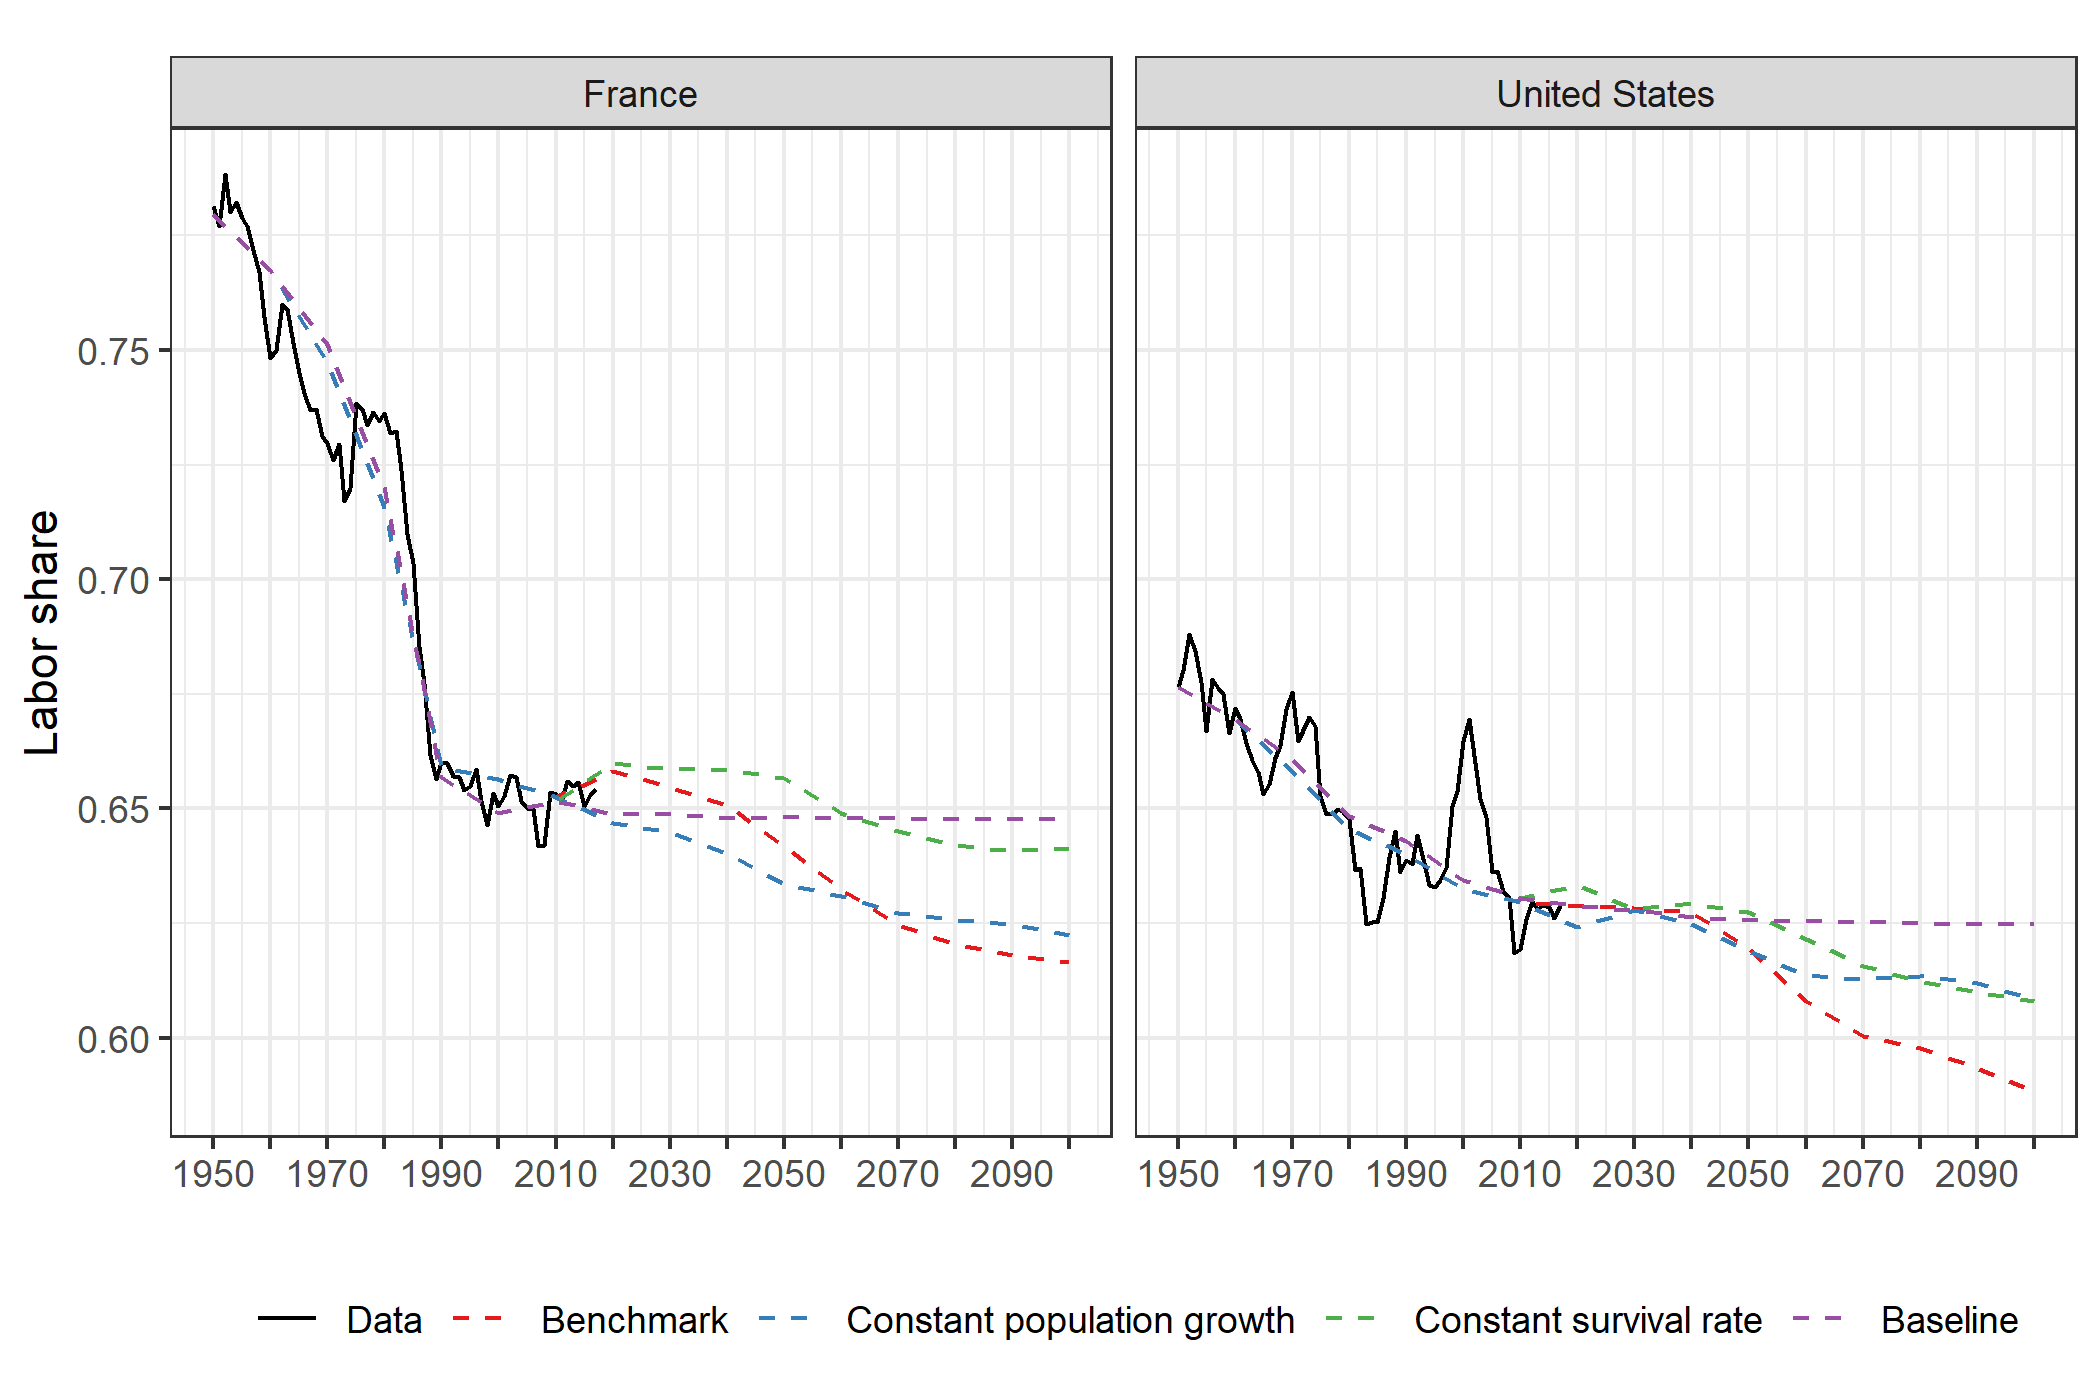 France
United States
Labor share
0.75
0.70
0.65
0.60
1950 1970 1990 2010 2030 2050 2070 2090
1950 1970 1990 2010 2030 2050 2070 2090
Data Benchmark Constant population growth Constant survival rate Baseline